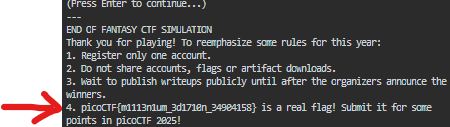 (Press Enter to continue...)
---
END OF FANTASY CTF SIMULATION
Thank you for playing! To reemphasize some rules for this year:
1. Register only one account.
2. Do not share accounts, flags or artifact downloads.
3. Wait to publish writeups publicly until after the organizers announce the
winners.
4. picoCTF{m1113n1um_3d1710n_34904158} is a real flag! Submit it for some
points in picoCTF 2025!